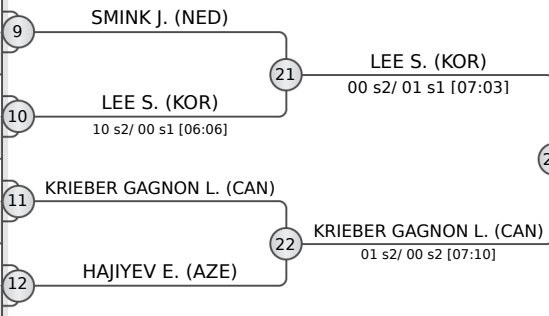 SMINK J. (NED)
9
21
LEE S. (KOR)
00 s2/ 01 s1 [07:03]
LEE S. (KOR)
10
10 s2/ 00 s1 [06:06]
2
KRIEBER GAGNON L. (CAN)
11
22
KRIEBER GAGNON L. (CAN)
01 s2/ 00 s2 [07:10]
HAJIYEV E. (AZE)
12